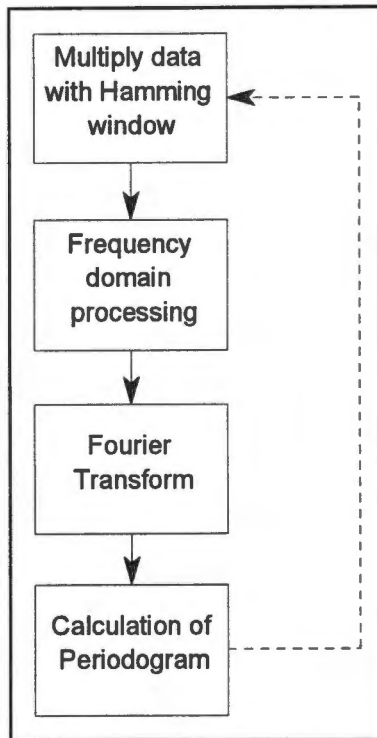 Multiply data
with Hamming
window
Frequency
domain
processing
Fourier
Transform
Calculation of
Periodogram